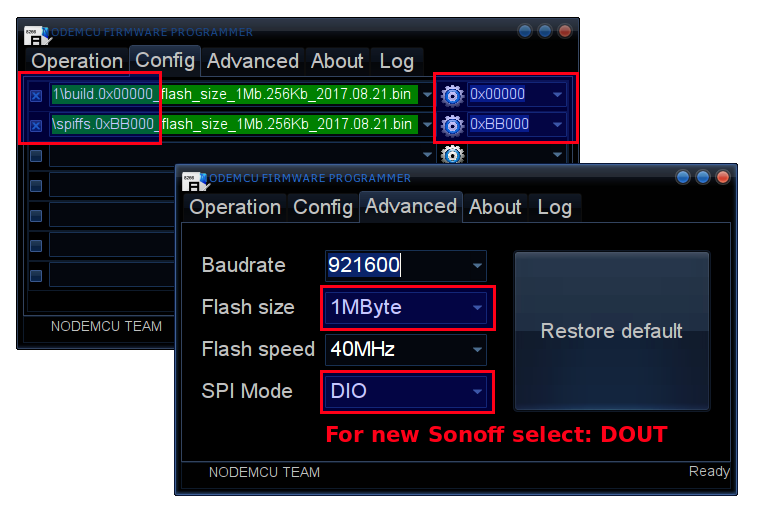 NODEMCU FIRMWARE PROGRAMMER
Operation Config Advanced About Log
1\build.0x00000_flash_size_1Mb.256Kb_2017.08.21.bin 0x00000
\spiffs.0xBB000_flash_size_1Mb.256Kb_2017.08.21.bin 0xBB000
NODEMCU TEAM
NODEMCU FIRMWARE PROGRAMMER
Operation Config Advanced About Log
Baudrate 921600
Flash size 1MByte
Restore default
Flash speed 40MHz
SPI Mode DIO
For new Sonoff select: DOUT
NODEMCU TEAM Ready